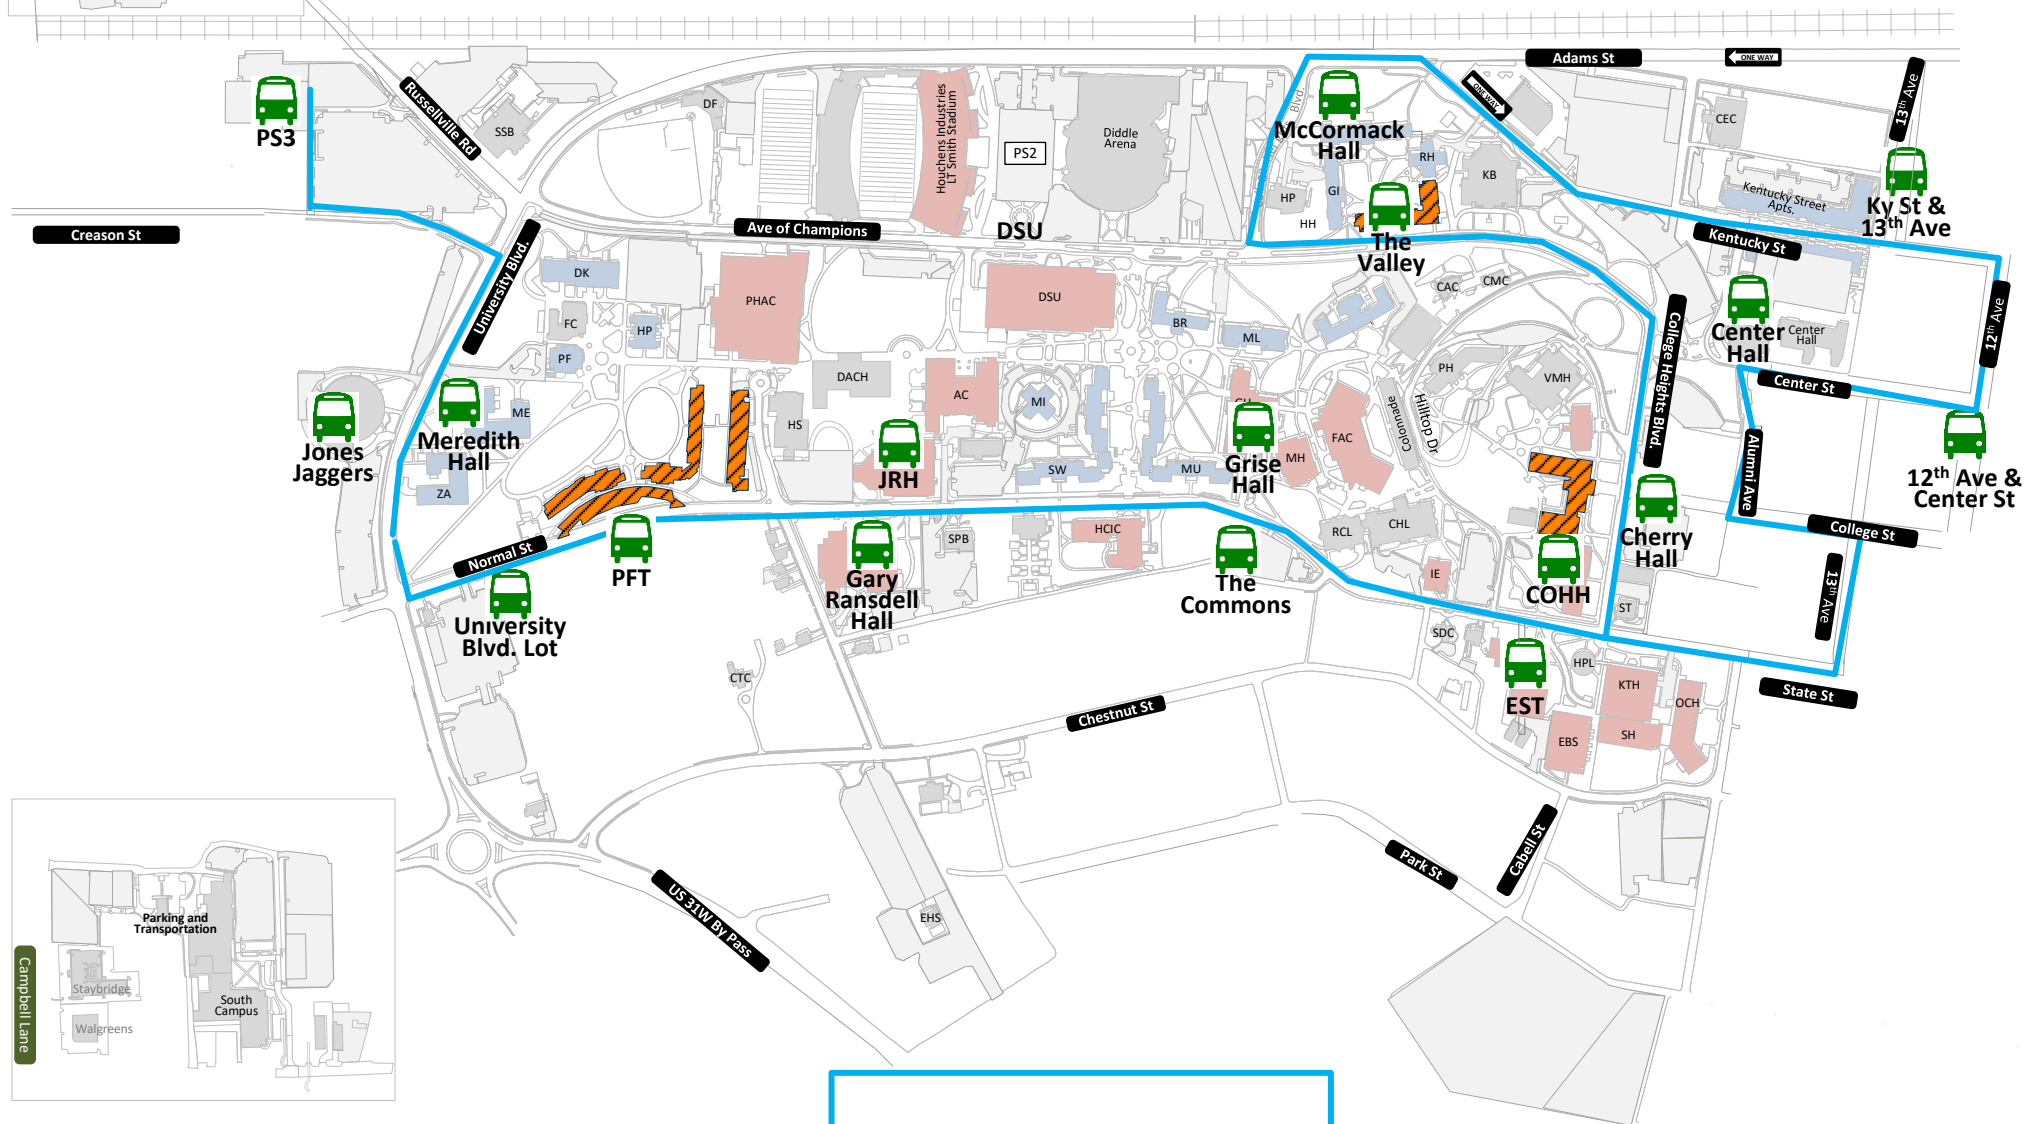 Adams St
ONE WAY
ONE WAY
13th Ave
PS3
Russellville Rd
SSB
DF
Houchens Industries
LT Smith Stadium
PS2
Diddle
Arena
Blvd.
McCormack
Hall
RH
KB
GI
HP
HH
CEC
Kentucky Street
Apts.
Ky St &
13th Ave
Creason St
University Blvd.
Ave of Champions
DSU
The
Valley
Kentucky St
DK
PHAC
DSU
CAC
CMC
FC
HP
BR
ML
PF
Center
Hall
Center
Hall
12th Ave
College Heights Blvd.
PH
VMH
DACH
AC
MI
Center St
Jones
Jaggers
Meredith
Hall
ME
ZA
HS
JRH
SW
MU
Grise
Hall
MH
FAC
Colonnade
Hilltop Dr
Alumni Ave
12th Ave &
Center St
Normal St
PFT
University
Blvd. Lot
Gary
Ransdell
Hall
SPB
HCIC
The
Commons
RCL
CHL
IE
COHH
Cherry
Hall
College St
13th Ave
ST
SDC
HPL
EST
KTH
OCH
SH
EBS
State St
CTC
Chestnut St
Cabell St
Park St
US 31W By Pass
EHS
Parking and
Transportation
Campbell Lane
Staybridge
South
Campus
Walgreens